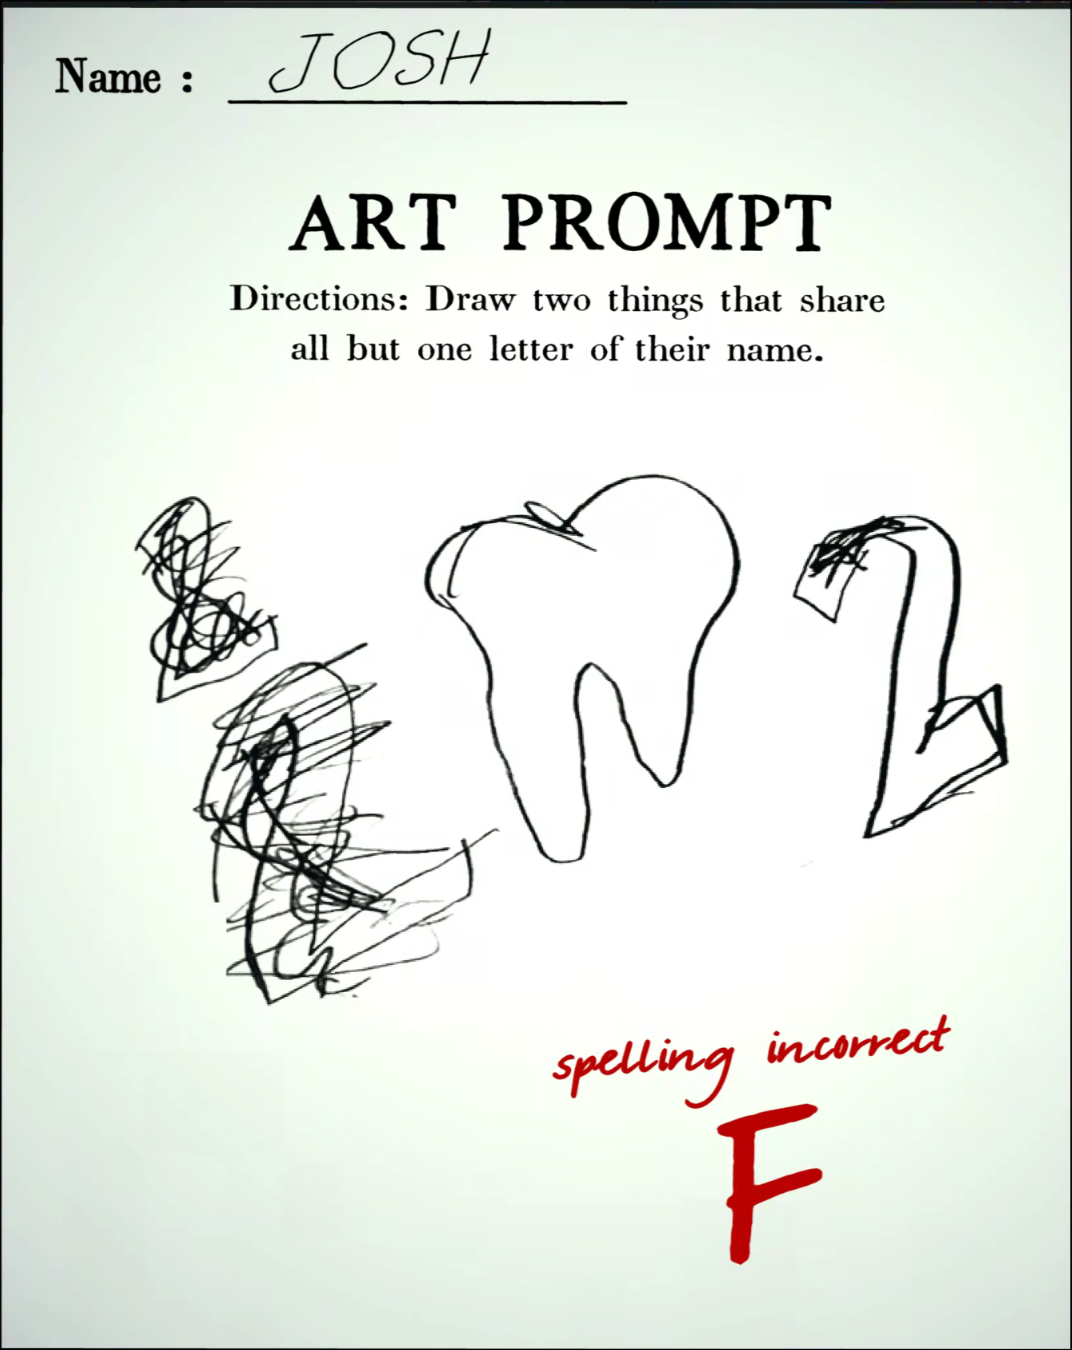 Name : JOSH
ART PROMPT
Directions: Draw two things that share
all but one letter of their name.
spelling incorrect
F